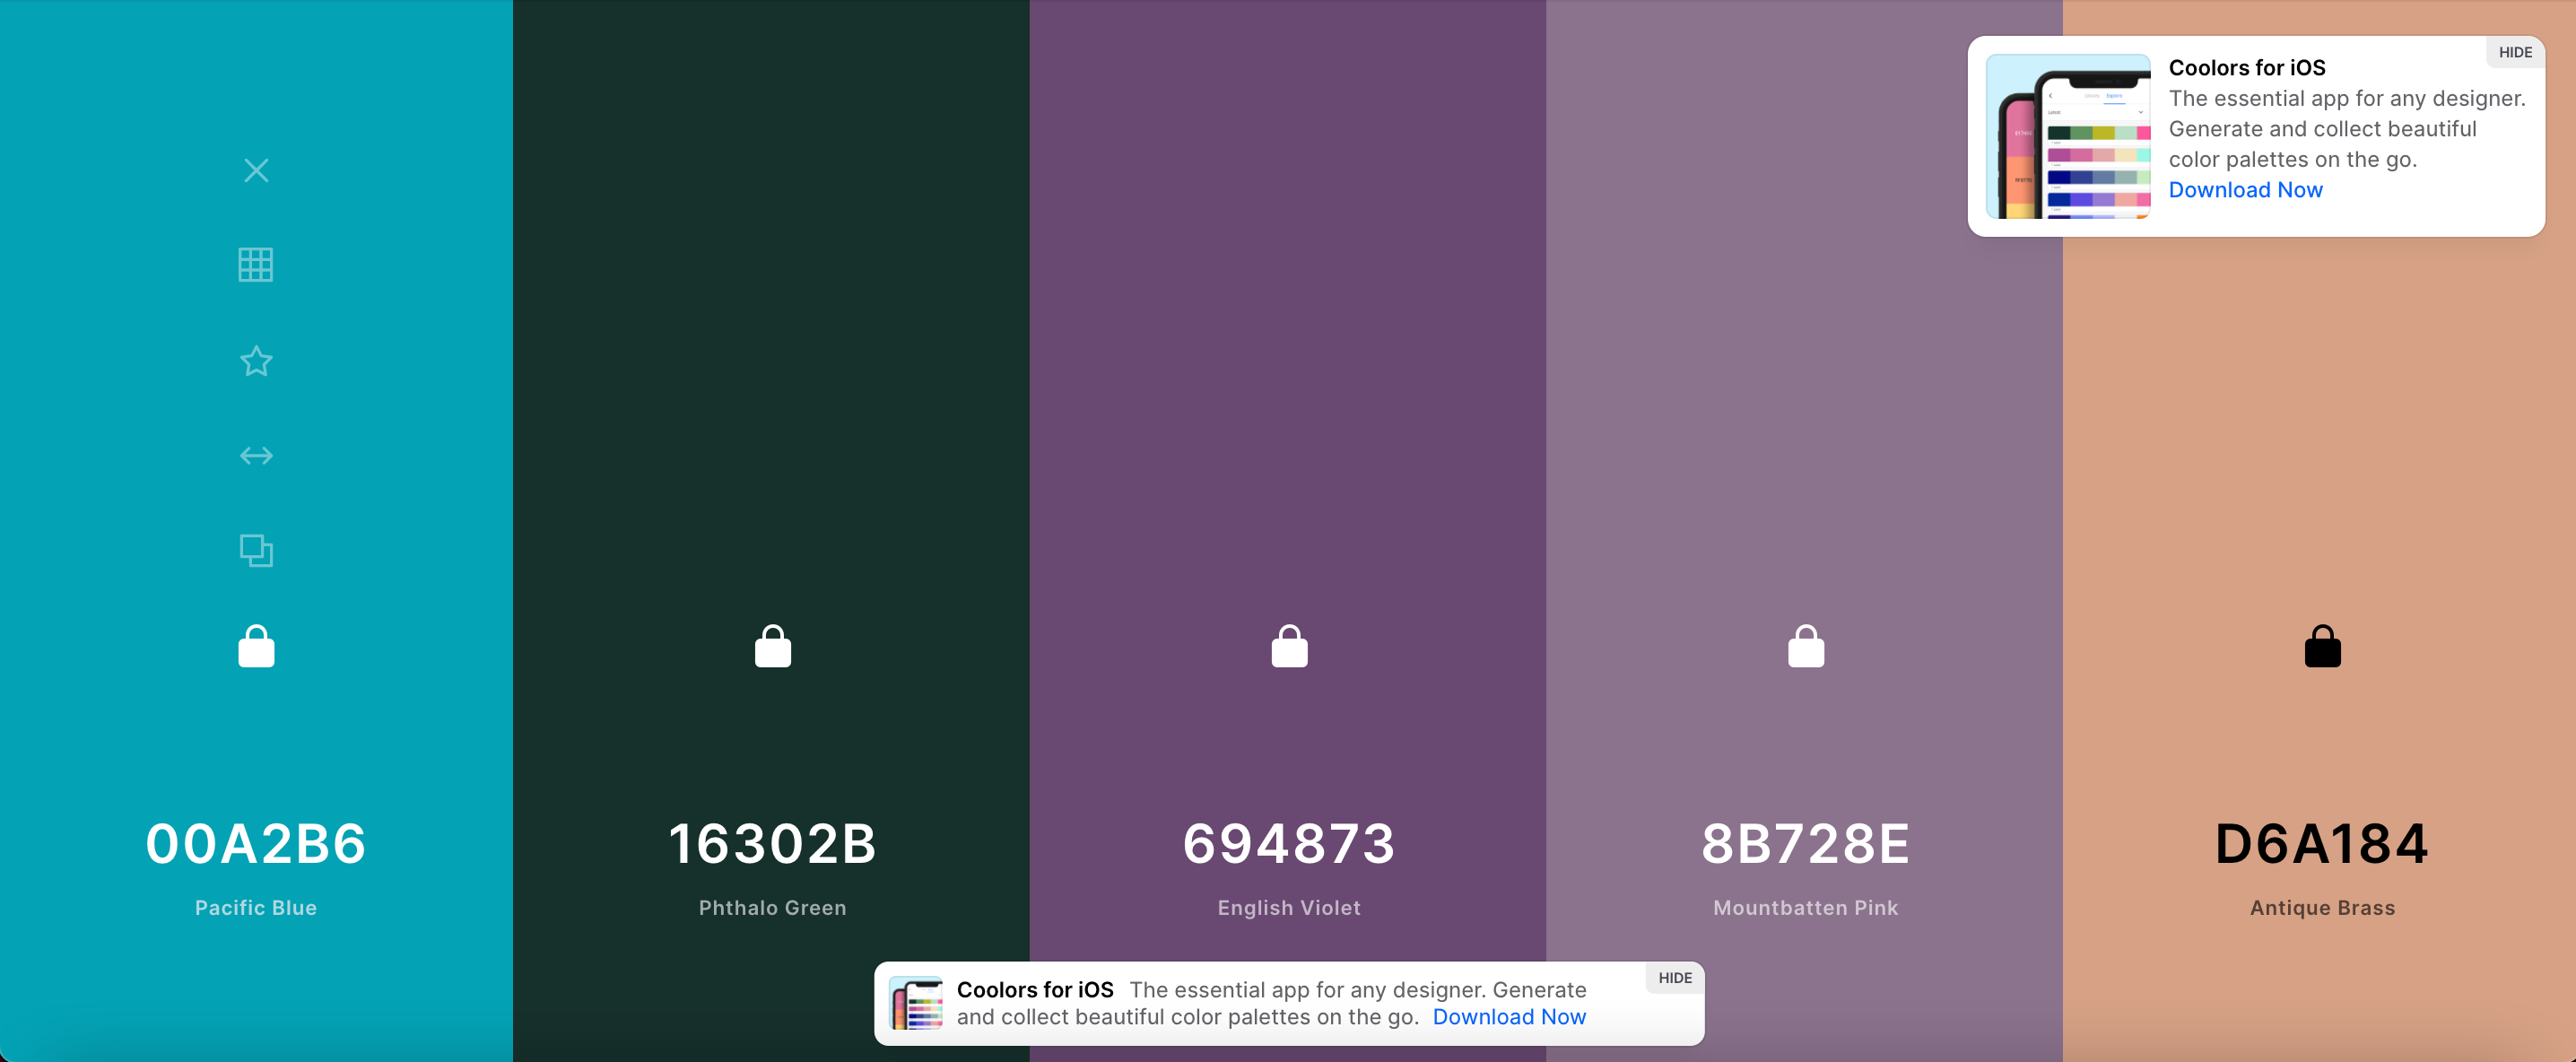 HIDE
Coolors for iOS
The essential app for any designer.
Generate and collect beautiful
color palettes on the go.
Download Now
00A2B6
16302B
694873
8B728E
D6A184
Pacific Blue
Phthalo Green
English Violet
Mountbatten Pink
Antique Brass
HIDE
Coolors for iOS The essential app for any designer. Generate
and collect beautiful color palettes on the go. Download Now